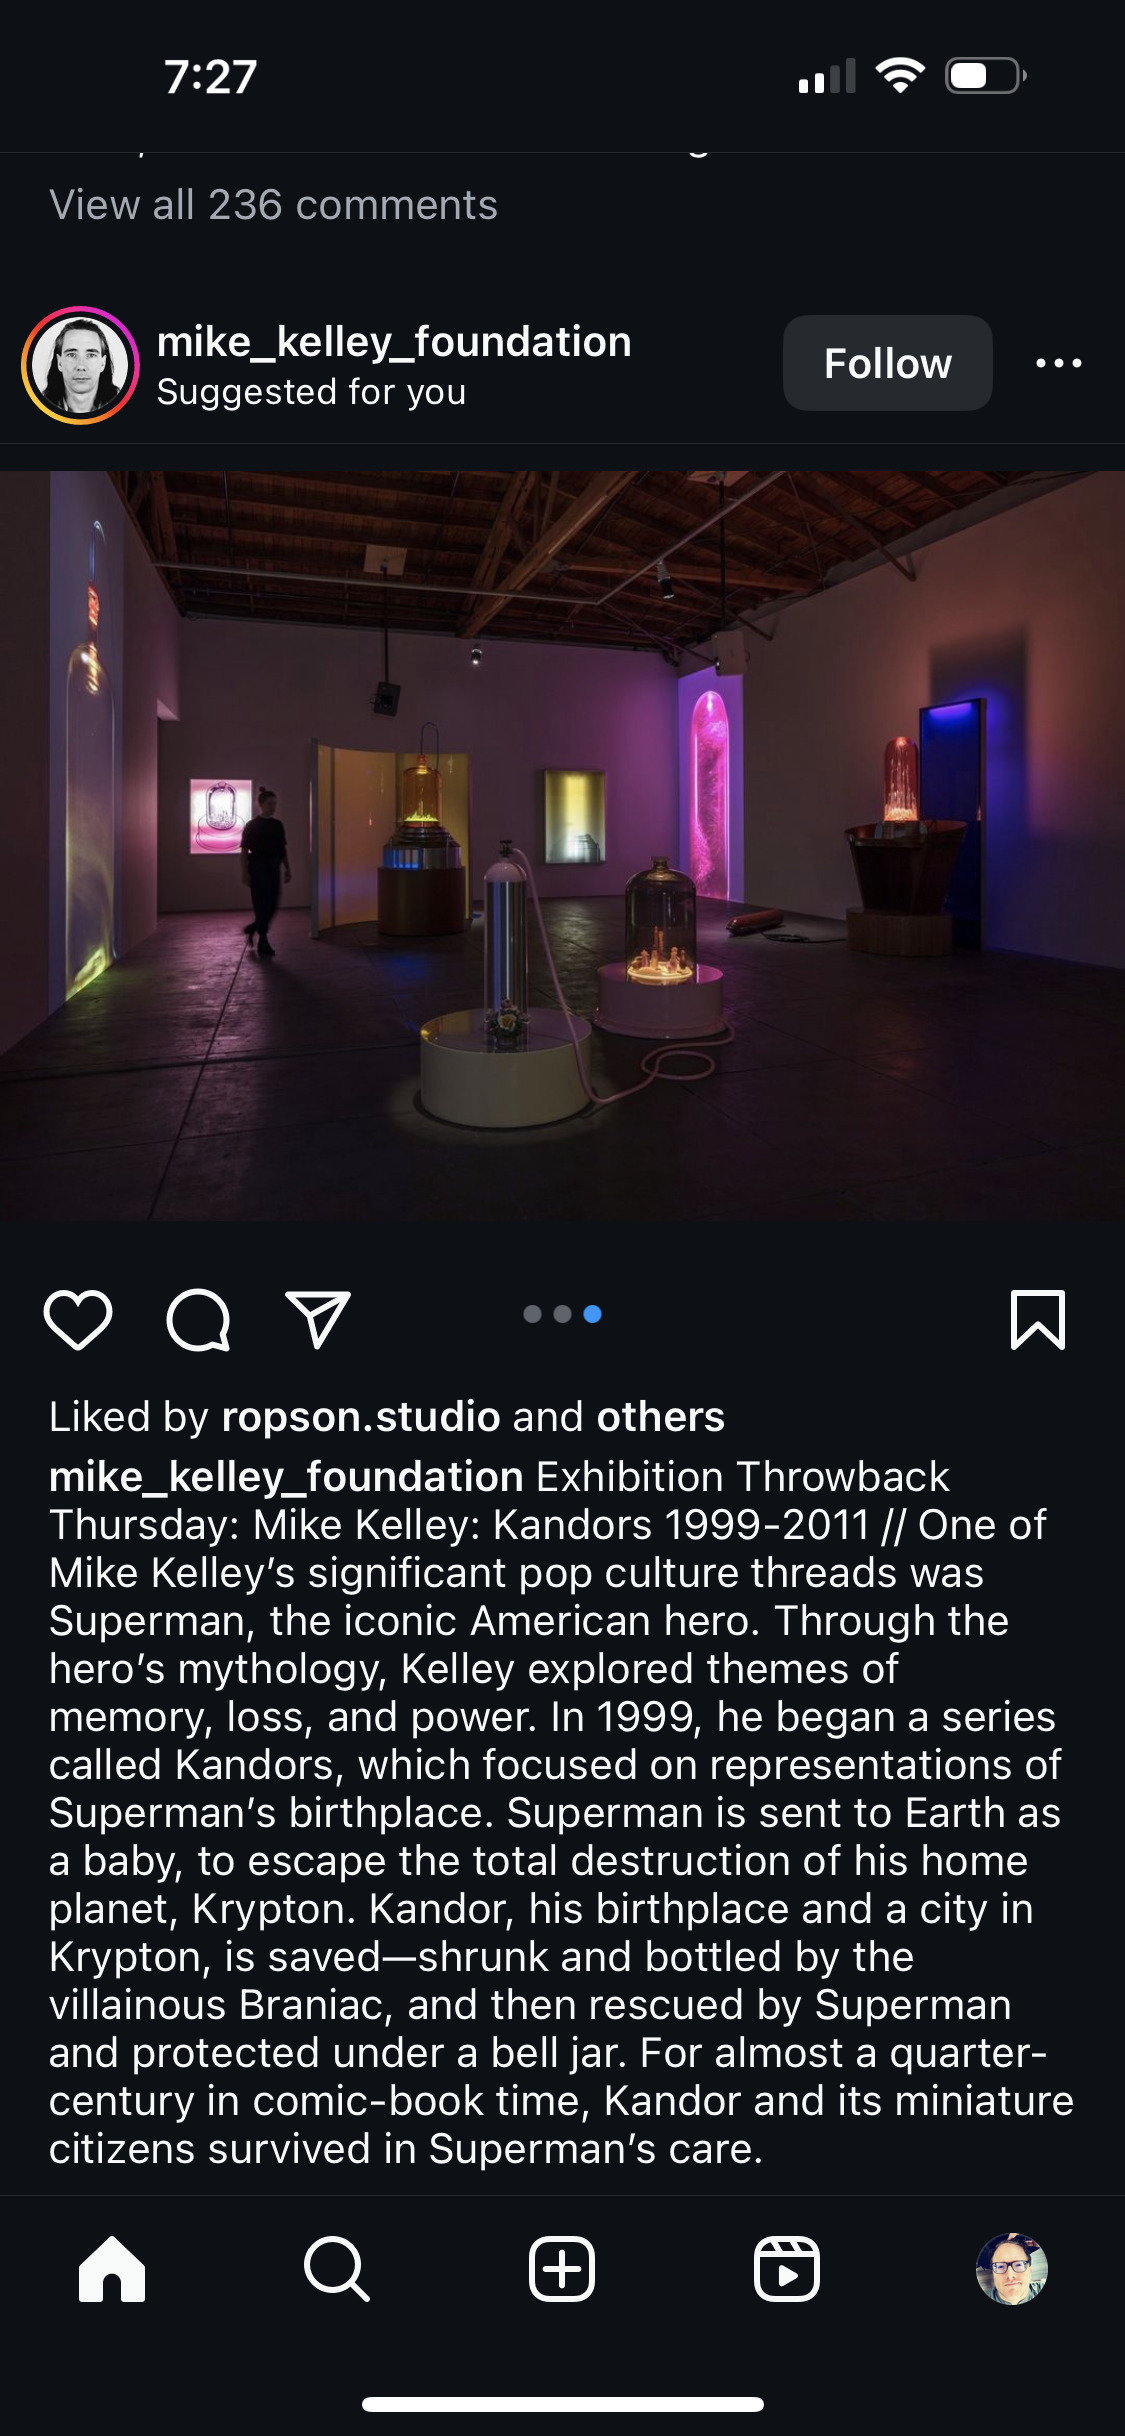 7:27
View all 236 comments
mike_kelley_foundation
Suggested for you
Follow
Liked by ropson.studio and others
mike_kelley_foundation Exhibition Throwback
Thursday: Mike Kelley: Kandors 1999-2011 // One of
Mike Kelley’s significant pop culture threads was
Superman, the iconic American hero. Through the
hero’s mythology, Kelley explored themes of
memory, loss, and power. In 1999, he began a series
called Kandors, which focused on representations of
Superman’s birthplace. Superman is sent to Earth as
a baby, to escape the total destruction of his home
planet, Krypton. Kandor, his birthplace and a city in
Krypton, is saved—shrunk and bottled by the
villainous Braniac, and then rescued by Superman
and protected under a bell jar. For almost a quarter-
century in comic-book time, Kandor and its miniature
citizens survived in Superman’s care.